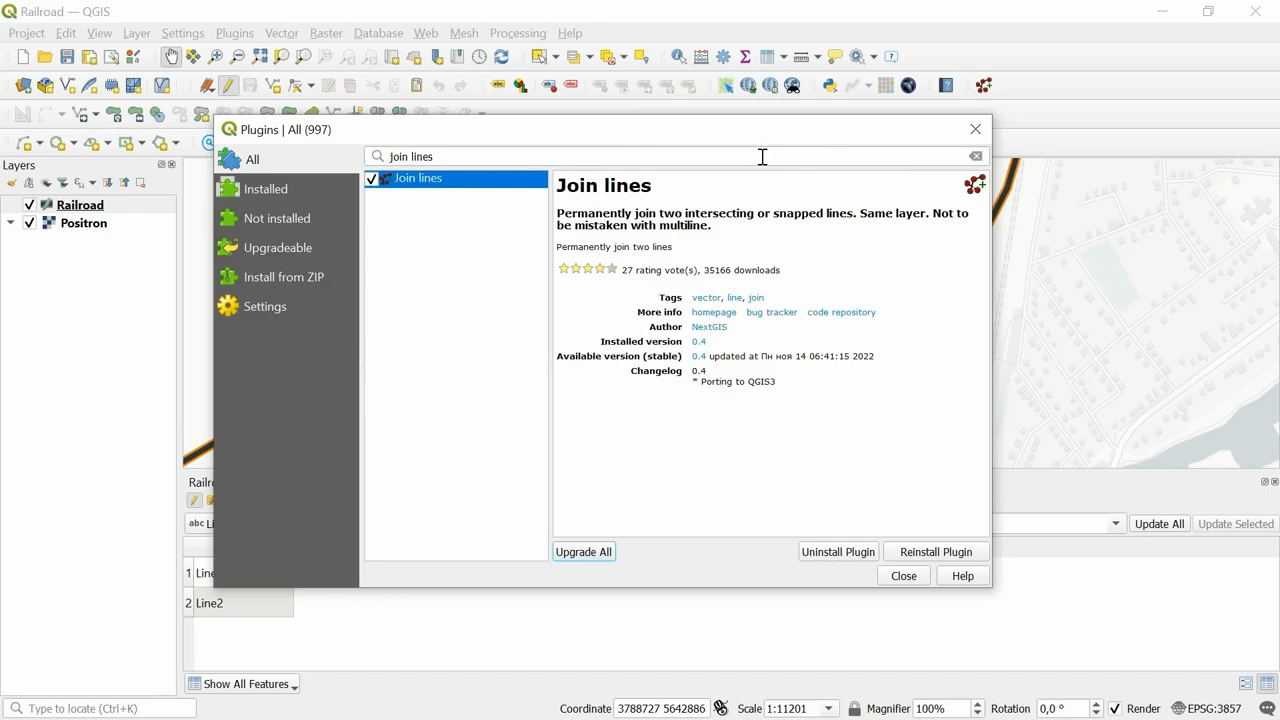 Railroad — QGIS
Project Edit View Layer Settings Plugins Vector Raster Database Web Mesh Processing Help
Layers
Railroad
Positron
Plugins | All (997)
All
Installed
Not installed
Upgradeable
Install from ZIP
Settings
join lines
Join lines
Join lines
Permanently join two intersecting or snapped lines. Same layer. Not to
be mistaken with multiline.
Permanently join two lines
27 rating vote(s), 35166 downloads
Tags vector, line, join
More info homepage bug tracker code repository
Author NextGIS
Installed version 0.4
Available version (stable) 0.4 updated at Пн ноя 14 06:41:15 2022
Changelog 0.4
* Porting to QGIS3
Upgrade All Uninstall Plugin Reinstall Plugin
Close Help
abc Update All Update Selected
1 Line
2 Line2
Show All Features
Type to locate (Ctrl+K) Coordinate 3788727 5642886 Scale 1:11201 Magnifier 100% Rotation 0,0 ° Render EPSG:3857